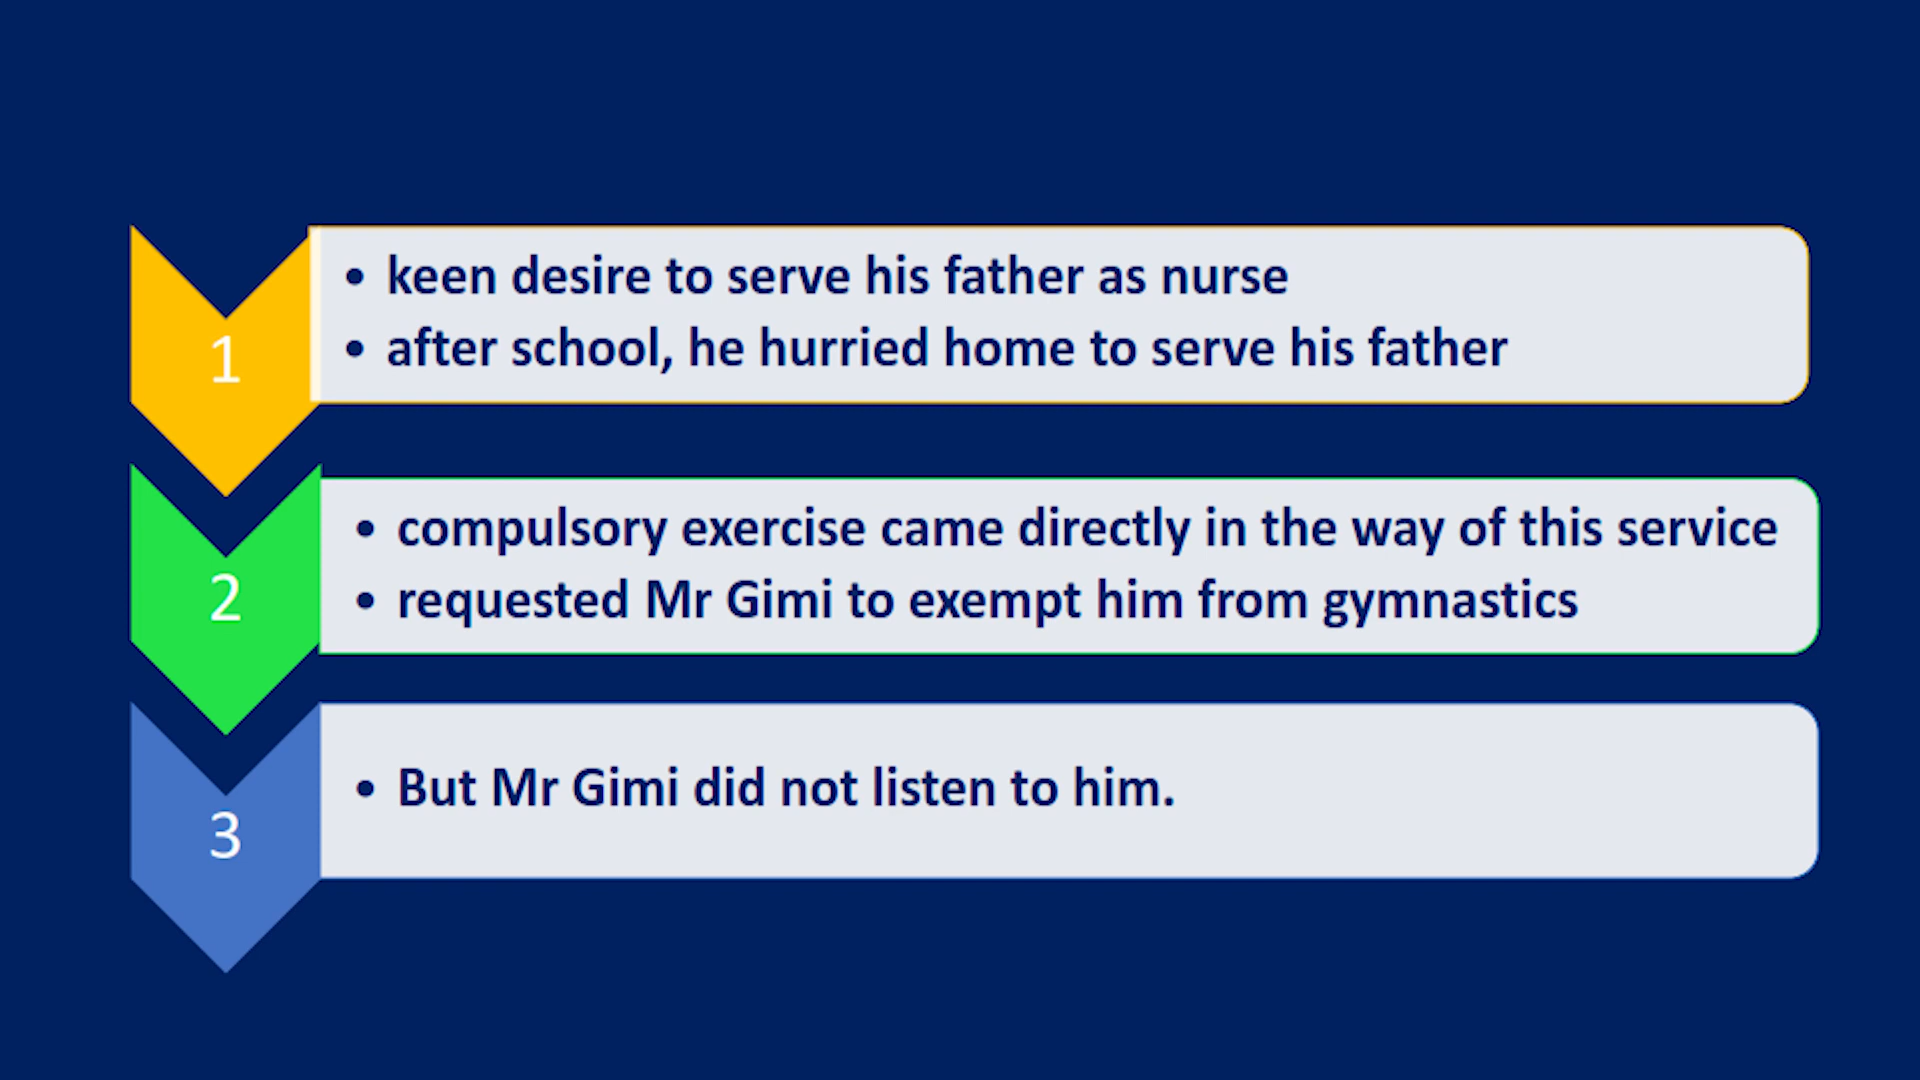 1
• keen desire to serve his father as nurse
• after school, he hurried home to serve his father
2
• compulsory exercise came directly in the way of this service
• requested Mr Gimi to exempt him from gymnastics
3
• But Mr Gimi did not listen to him.